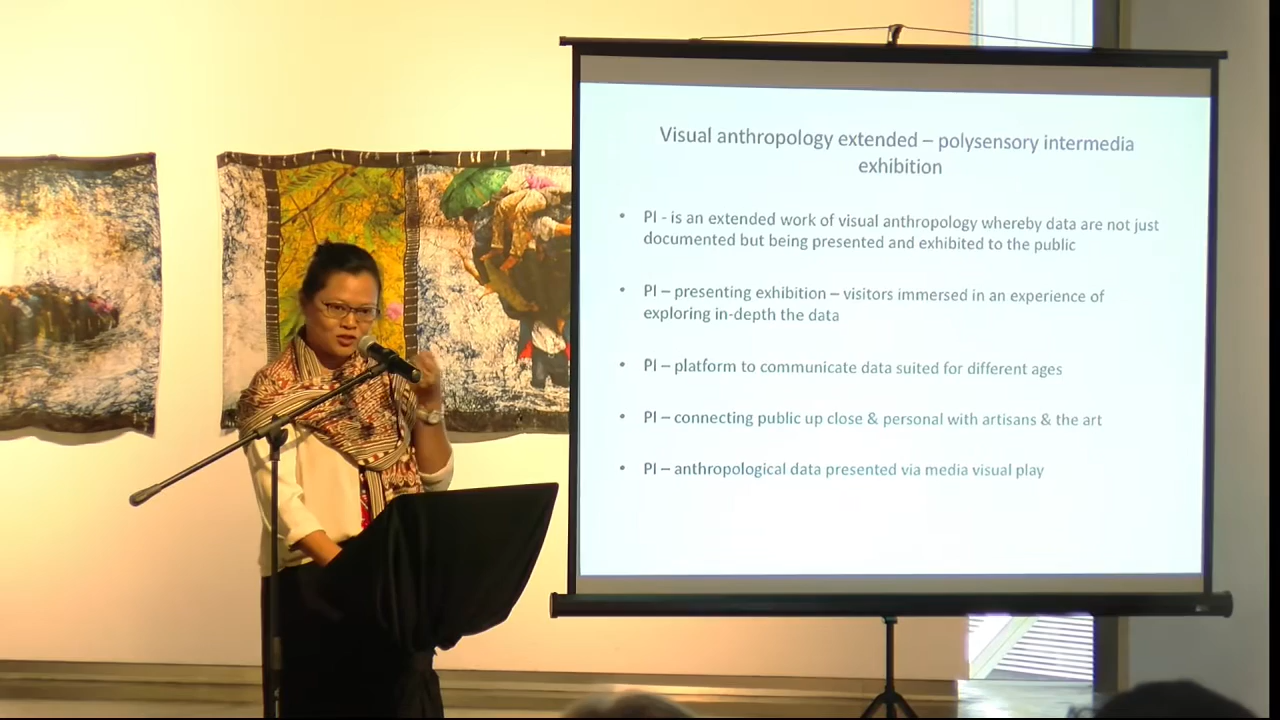 Visual anthropology extended – polysensory intermedia
exhibition
• PI - is an extended work of visual anthropology whereby data are not just
documented but being presented and exhibited to the public
• PI – presenting exhibition – visitors immersed in an experience of
exploring in-depth the data
• PI – platform to communicate data suited for different ages
• PI – connecting public up close & personal with artisans & the art
• PI – anthropological data presented via media visual play